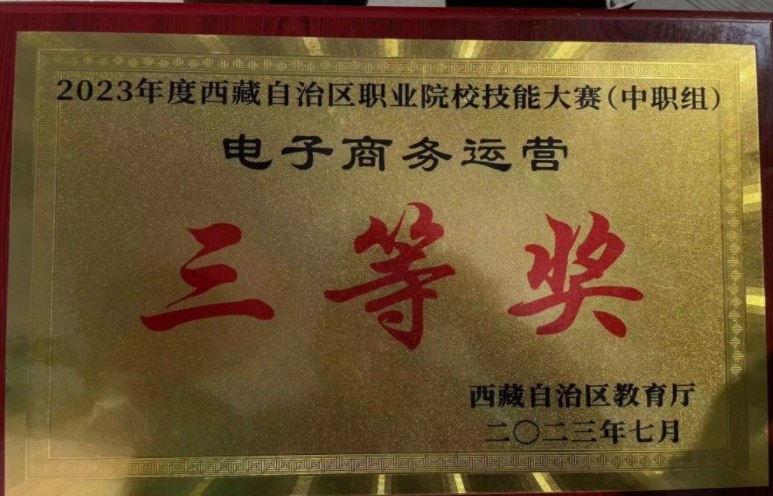 2023年度西藏自治区职业院校技能大赛(中职组)
电子商务运营
三等奖
西藏自治区教育厅
二〇二三年七月